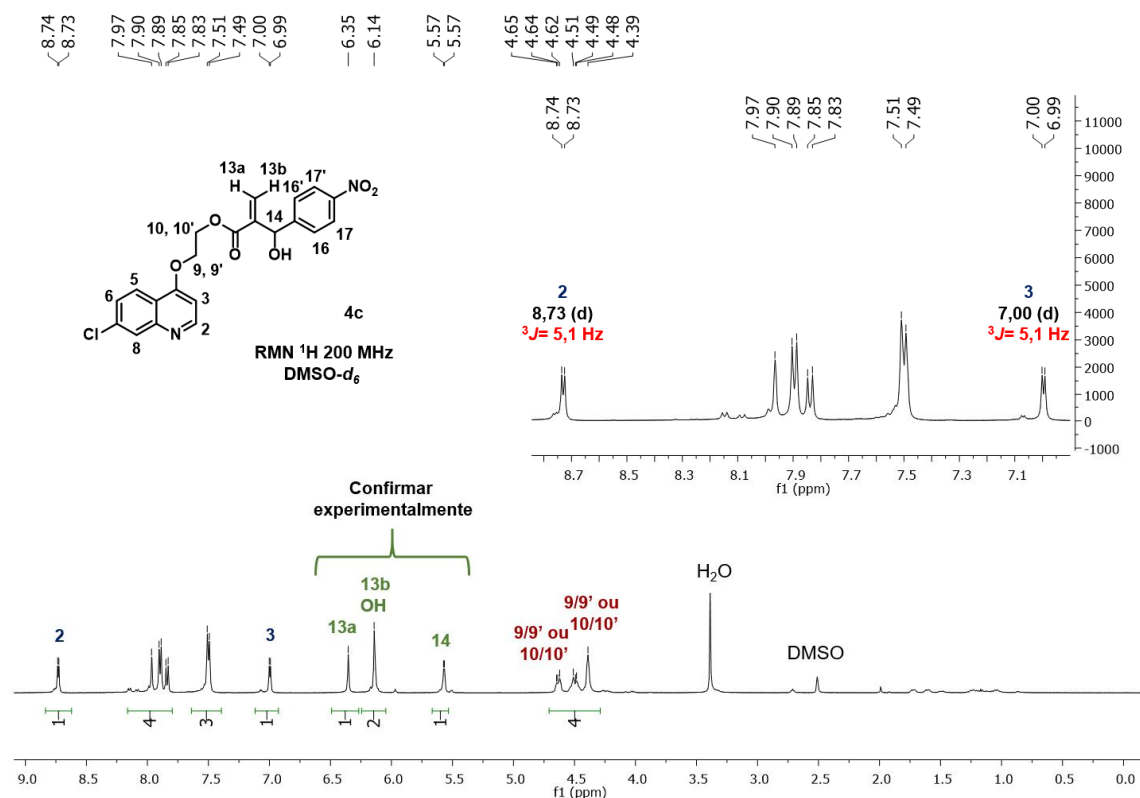 8.74
8.73
7.97
7.90
7.89
7.85
7.83
7.51
7.49
7.00
6.99
6.35
6.14
5.57
5.57
4.65
4.64
4.62
4.51
4.49
4.48
4.39
8.74
8.73
7.97
7.90
7.89
7.85
7.83
7.51
7.49
7.00
6.99
13a 13b
H H
16' 17' NO2
14
10, 10' O
O OH 16 17
O 9, 9'
5
6 3
Cl N 2
8
4c
RMN ¹H 200 MHz
DMSO-d6
2
8,73 (d)
³J= 5,1 Hz
3
7,00 (d)
³J= 5,1 Hz
11000
10000
9000
8000
7000
6000
5000
4000
3000
2000
1000
0
-1000
8.7 8.5 8.3 8.1 7.9 7.7 7.5 7.3 7.1
f1 (ppm)
Confirmar
experimentalmente
2
3
13a
13b
OH
14
9/9' ou
10/10'
9/9' ou
10/10'
H2O
DMSO
1 4 3 1 1 2 1 4
9.0 8.5 8.0 7.5 7.0 6.5 6.0 5.5 5.0 4.5 4.0 3.5 3.0 2.5 2.0 1.5 1.0 0.5 0.0
f1 (ppm)